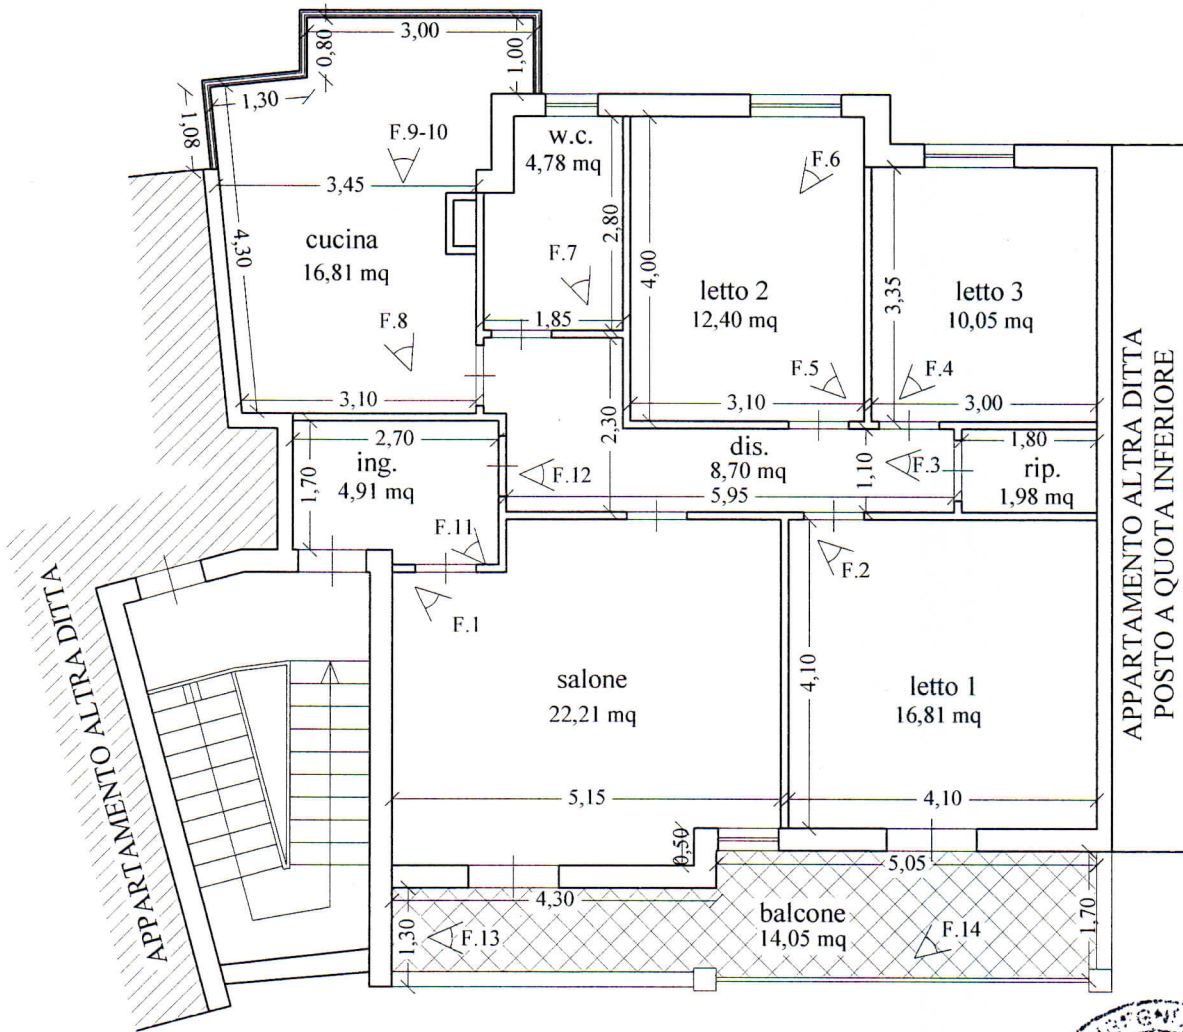 3,00
0,80
1,00
1,30
1,08
F.9-10
w.c.
4,78 mq
F.6
3,45
4,30
cucina
16,81 mq
2,80
F.7
4,00
letto 2
12,40 mq
3,35
letto 3
10,05 mq
1,85
F.8
F.5
F.4
3,10
3,10
3,00
2,30
2,70
ing.
4,91 mq
1,70
dis.
8,70 mq
1,10
F.3
1,80
rip.
1,98 mq
F.12
5,95
F.11
F.2
F.1
salone
22,21 mq
4,10
letto 1
16,81 mq
5,15
4,10
0,50
5,05
4,30
balcone
14,05 mq
1,70
1,30
F.13
F.14
APPARTAMENTO ALTRA DITTA
APPARTAMENTO ALTRA DITTA
POSTO A QUOTA INFERIORE